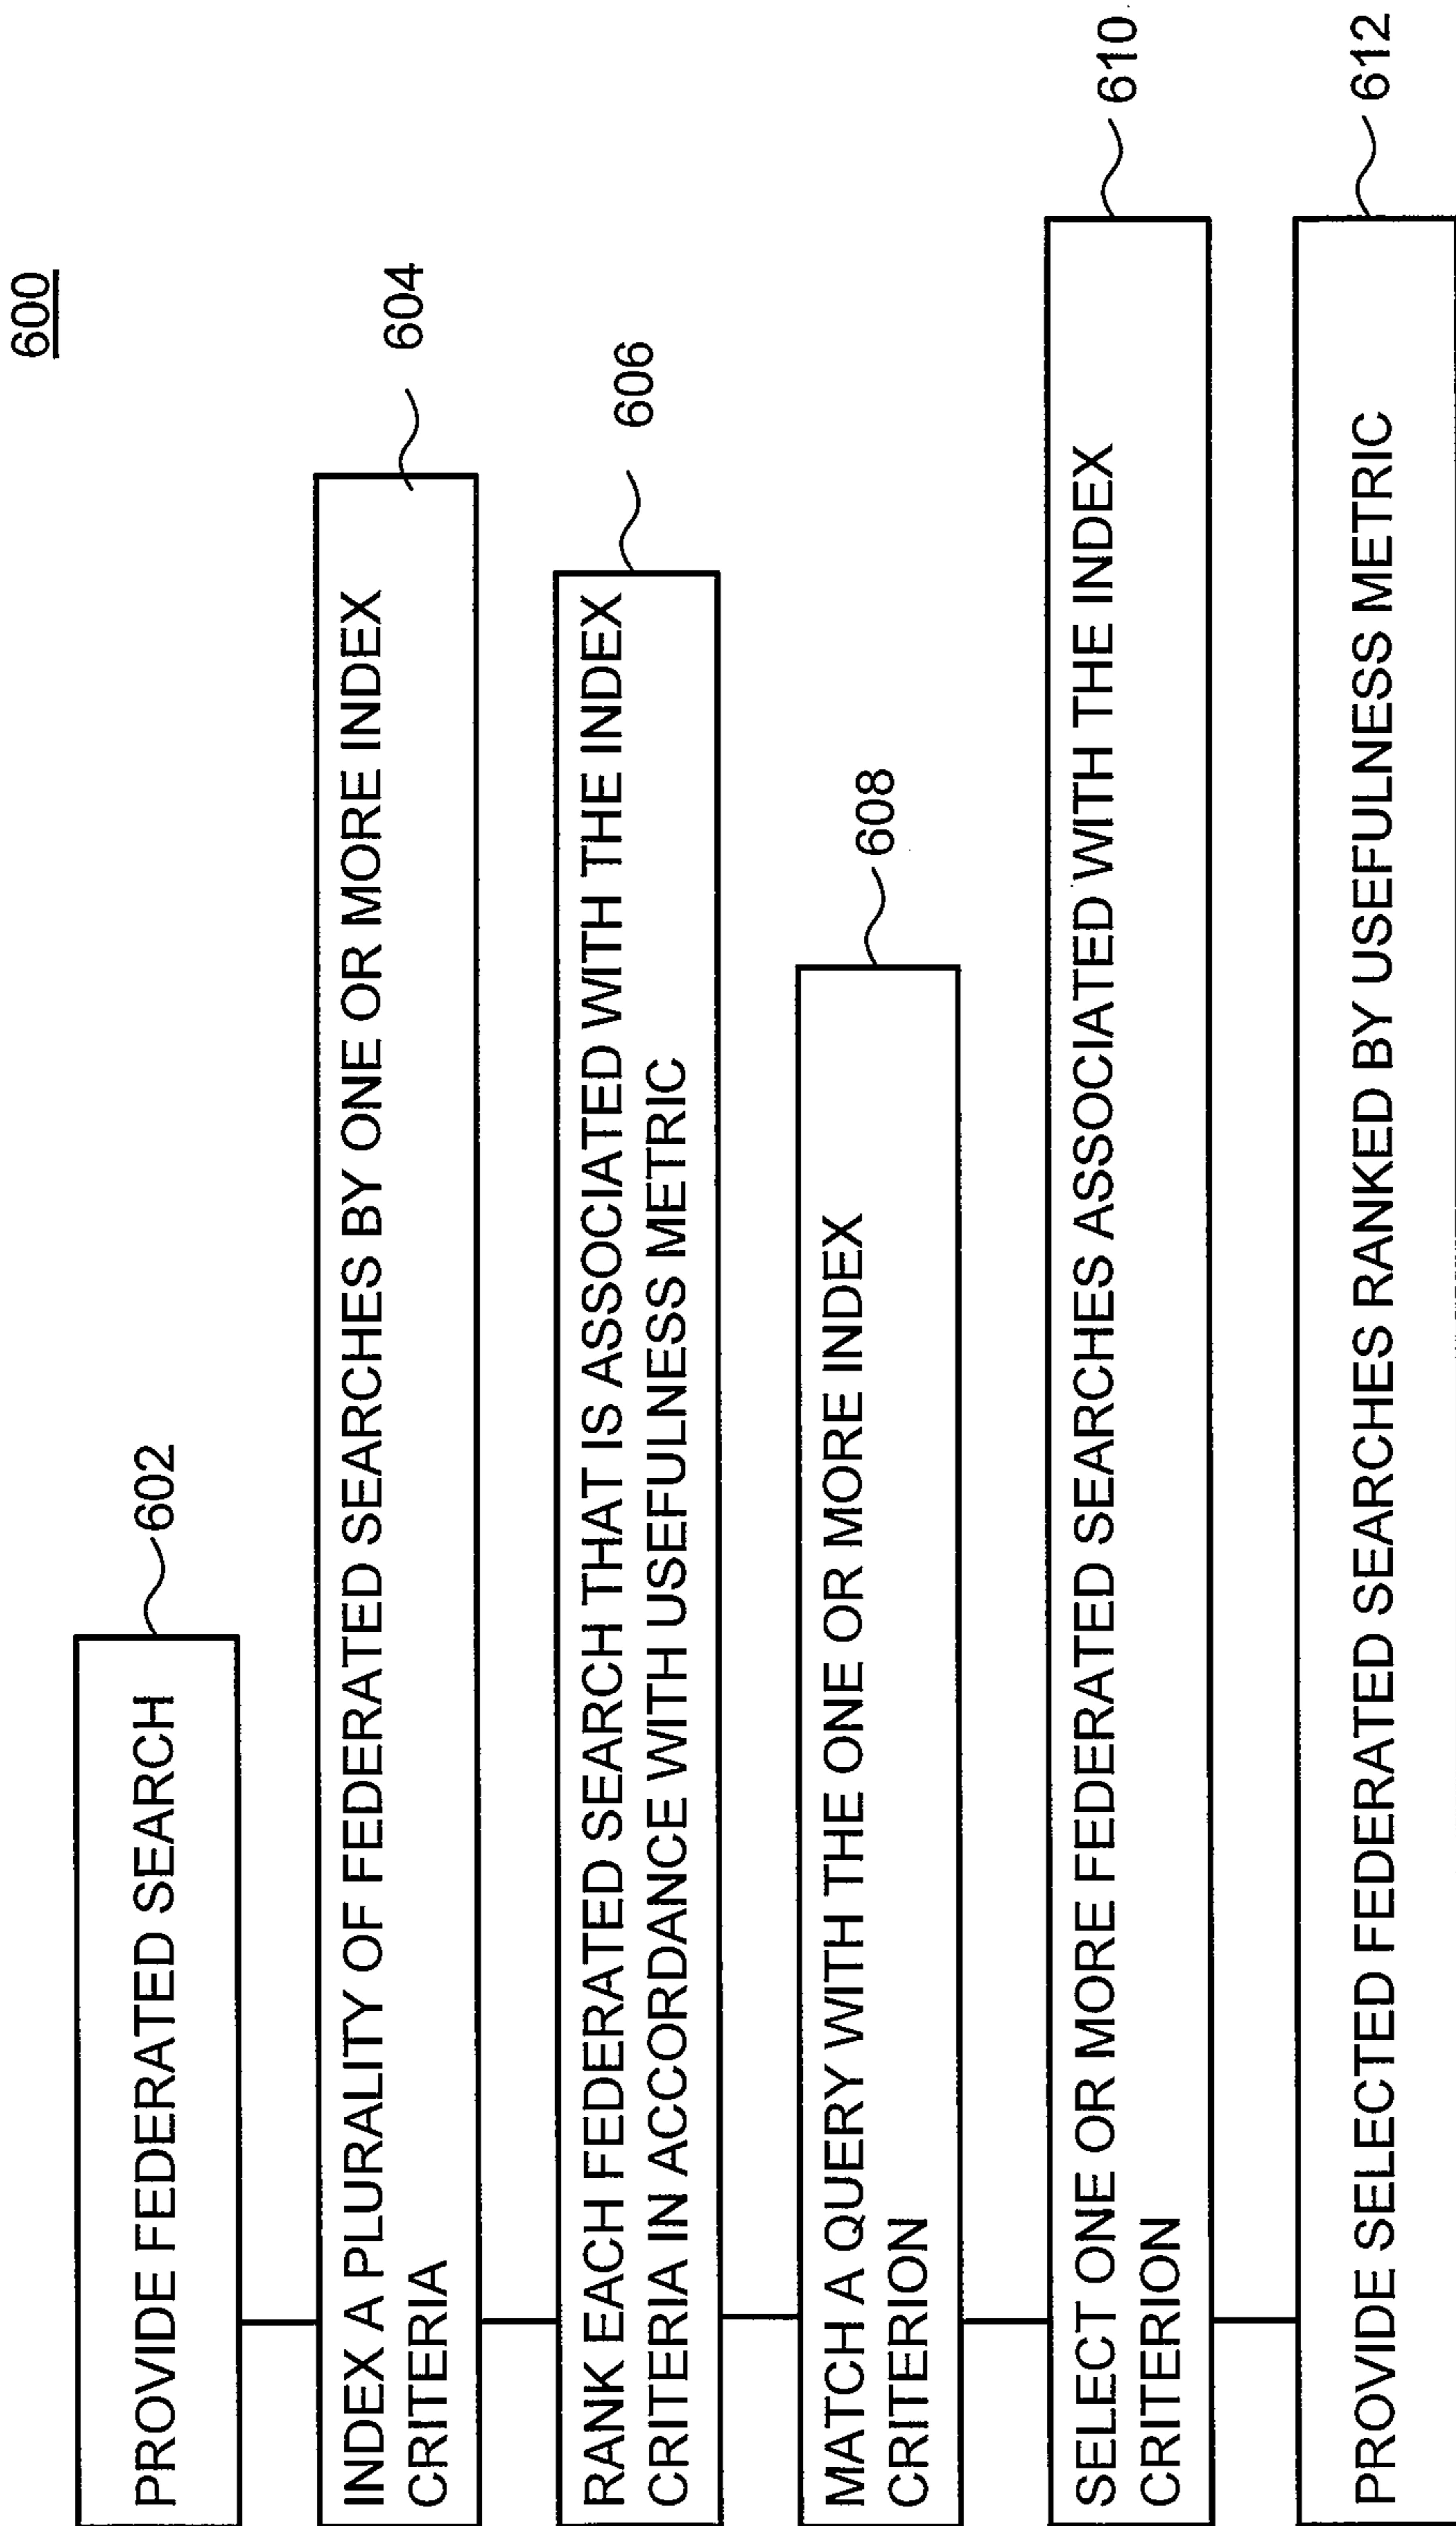 600
PROVIDE FEDERATED SEARCH
602
INDEX A PLURALITY OF FEDERATED SEARCHES BY ONE OR MORE INDEX
CRITERIA
604
RANK EACH FEDERATED SEARCH THAT IS ASSOCIATED WITH THE INDEX
CRITERIA IN ACCORDANCE WITH USEFULNESS METRIC
606
MATCH A QUERY WITH THE ONE OR MORE INDEX
CRITERION
608
SELECT ONE OR MORE FEDERATED SEARCHES ASSOCIATED WITH THE INDEX
CRITERION
610
PROVIDE SELECTED FEDERATED SEARCHES RANKED BY USEFULNESS METRIC
612